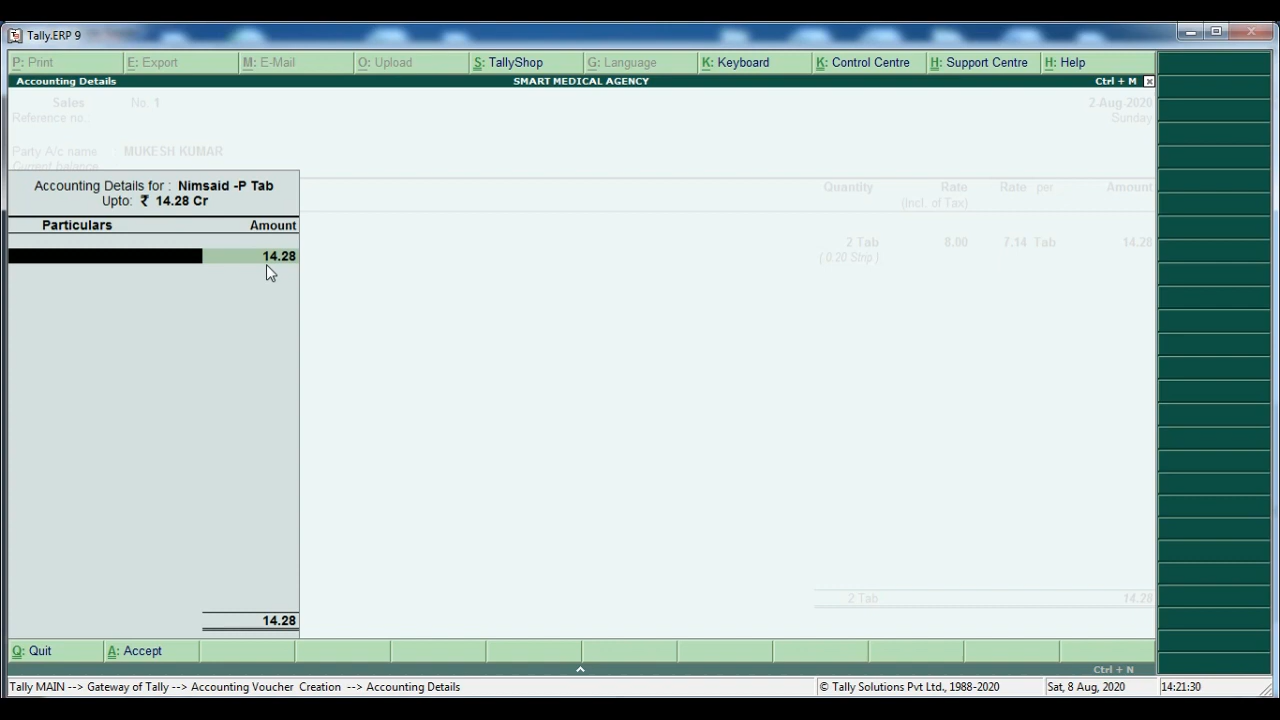 Tally.ERP 9
P: Print
E: Export
M: E-Mail
O: Upload
S: TallyShop
G: Language
K: Keyboard
K: Control Centre
H: Support Centre
H: Help
Accounting Details
SMART MEDICAL AGENCY
Ctrl + M
Sales No. 1
2-Aug-2020
Reference no.
Sunday
Party A/c name MUKESH KUMAR
Current balance
Accounting Details for : Nimsaid -P Tab
Upto: ₹ 14.28 Cr
Particulars Amount
14.28
14.28
Quantity Rate Rate per Amount
(Incl. of Tax)
2 Tab 8.00 7.14 Tab 14.28
( 0.20 Strip )
2 Tab 14.28
Q: Quit
A: Accept
Ctrl + N
Tally MAIN --> Gateway of Tally --> Accounting Voucher Creation --> Accounting Details
© Tally Solutions Pvt Ltd., 1988-2020
Sat, 8 Aug, 2020
14:21:30